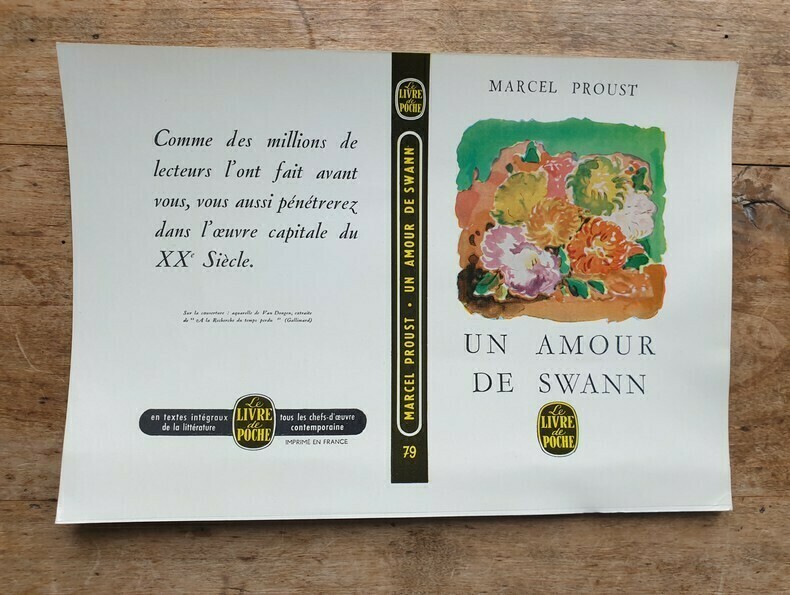 Comme des millions de
lecteurs l'ont fait avant
vous, vous aussi pénétrerez
dans l'œuvre capitale du
XXe Siècle.
Sur la couverture : aquarelle de Van Dongen, extraite
de "A la Recherche du temps perdu" (Gallimard)
en textes intégraux
de la littérature
Le
LIVRE
de
POCHE
tous les chefs-d'œuvre
contemporaine
IMPRIMÉ EN FRANCE
Le
LIVRE
de
POCHE
MARCEL PROUST • UN AMOUR DE SWANN
79
MARCEL PROUST
UN AMOUR
DE SWANN
Le
LIVRE
de
POCHE